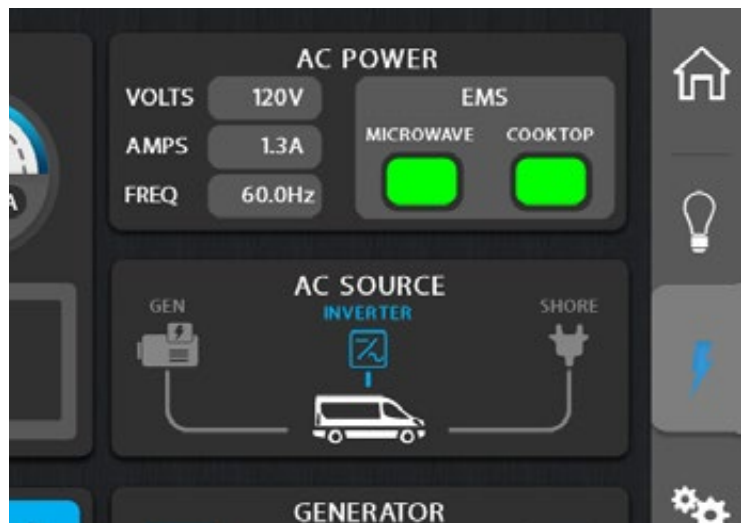 AC POWER
VOLTS 120V
AMPS 1.3A
FREQ 60.0Hz
EMS
MICROWAVE COOKTOP
A
AC SOURCE
GEN INVERTER SHORE
GENERATOR